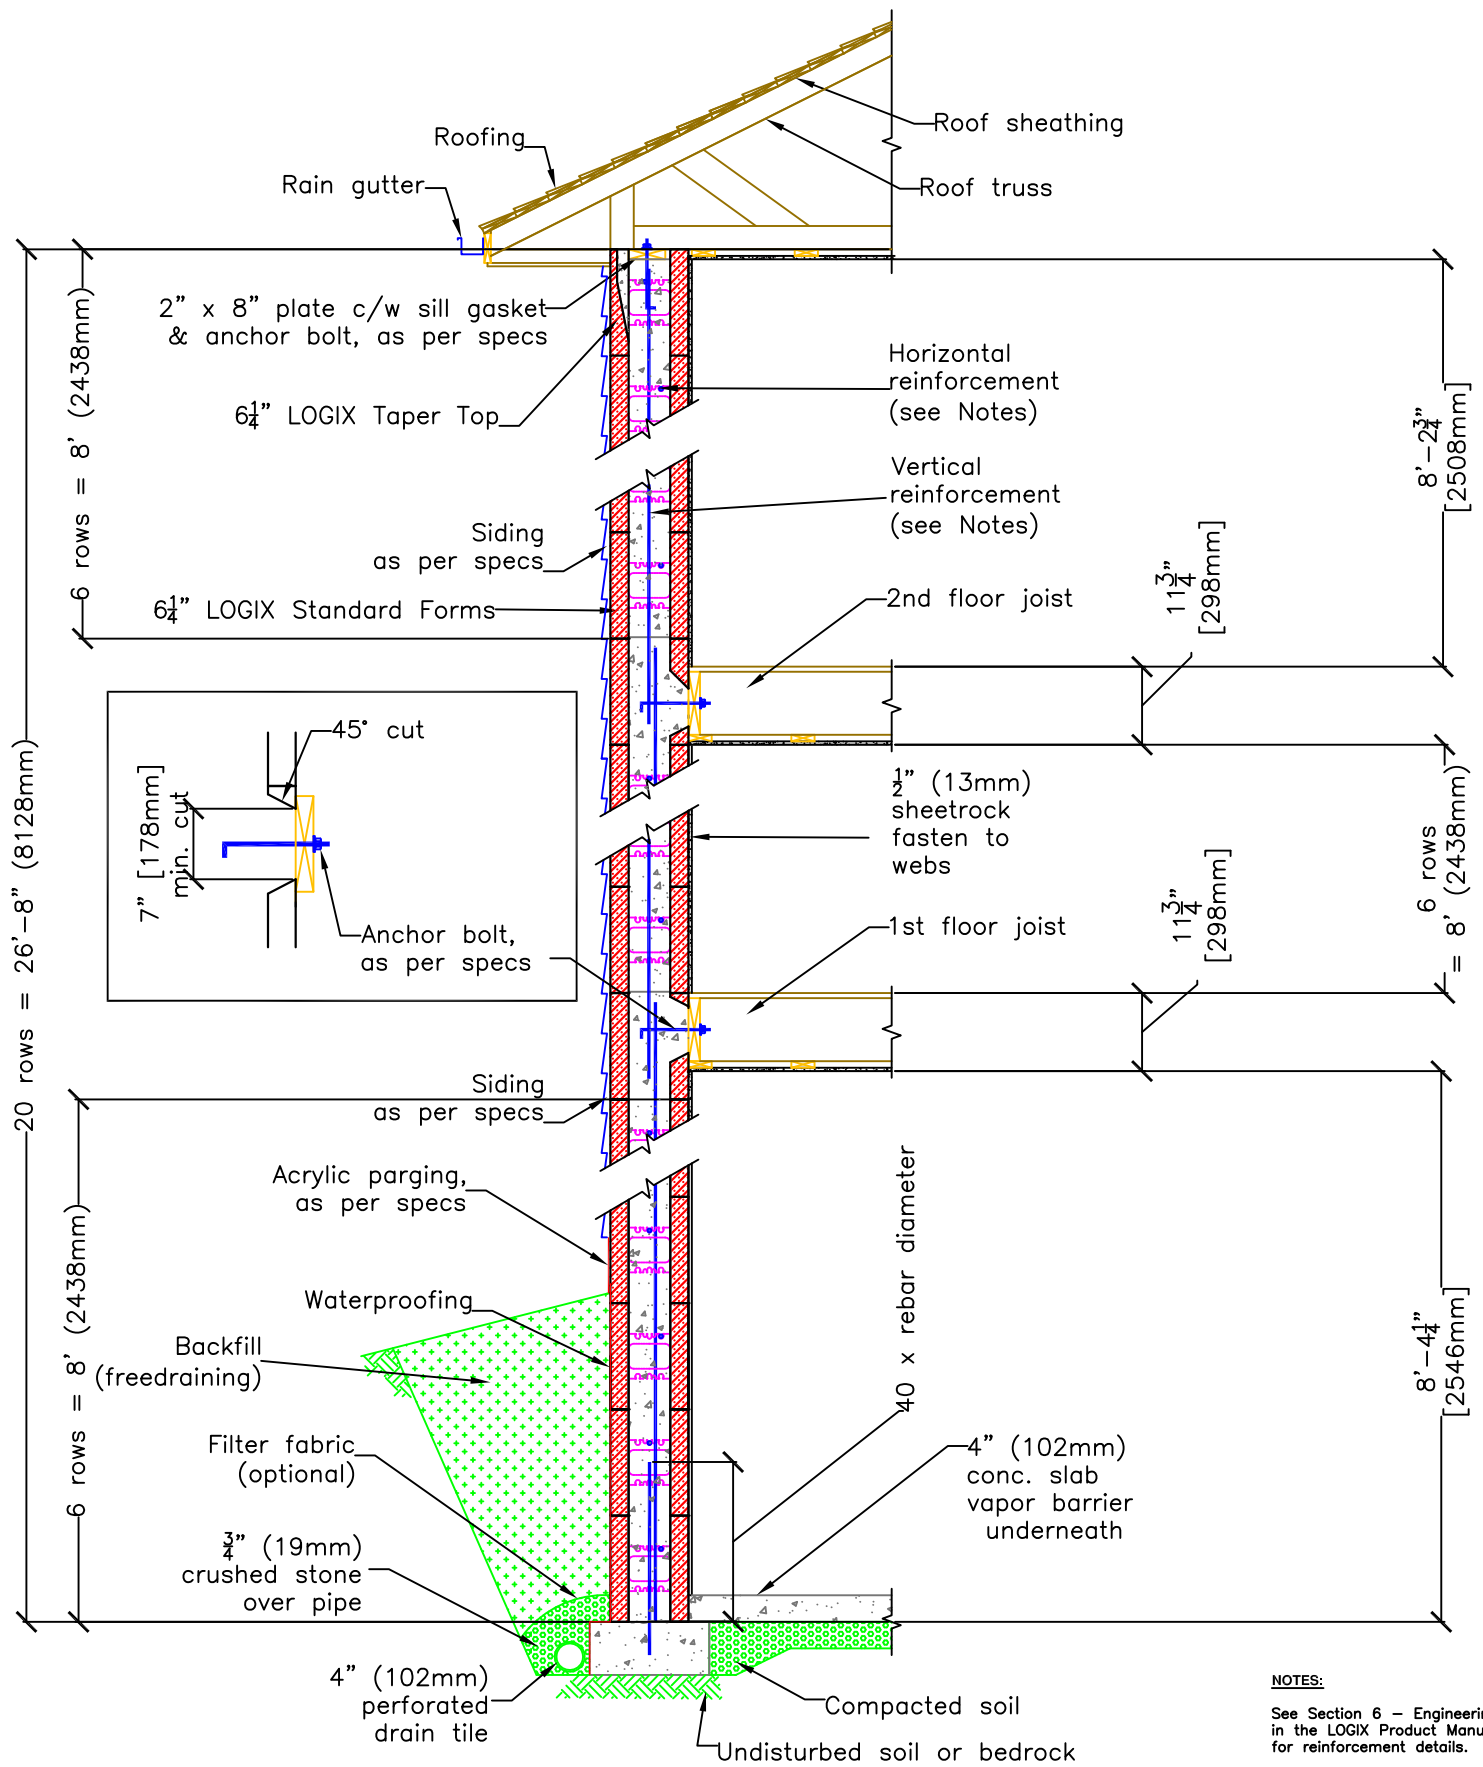 Roof sheathing
Roofing
Rain gutter
Roof truss
2” x 8” plate c/w sill gasket
& anchor bolt, as per specs
6 rows = 8’ (2438mm)
6¼” LOGIX Taper Top
Horizontal
reinforcement
(see Notes)
8’–2¾”
[2508mm]
Vertical
reinforcement
(see Notes)
Siding
as per specs
6¼” LOGIX Standard Forms
2nd floor joist
11¾”
[298mm]
20 rows = 26’–8” (8128mm)
45° cut
7” [178mm]
min. cut
Anchor bolt,
as per specs
½” (13mm)
sheetrock
fasten to
webs
6 rows
= 8’ (2438mm)
1st floor joist
11¾”
[298mm]
Siding
as per specs
Acrylic parging,
as per specs
6 rows = 8’ (2438mm)
Waterproofing
Backfill
(freedraining)
40 x rebar diameter
8’–4¼”
[2546mm]
Filter fabric
(optional)
4” (102mm)
conc. slab
vapor barrier
underneath
¾” (19mm)
crushed stone
over pipe
4” (102mm)
perforated
drain tile
Compacted soil
Undisturbed soil or bedrock
NOTES:
See Section 6 – Engineerin
in the LOGIX Product Manu
for reinforcement details.